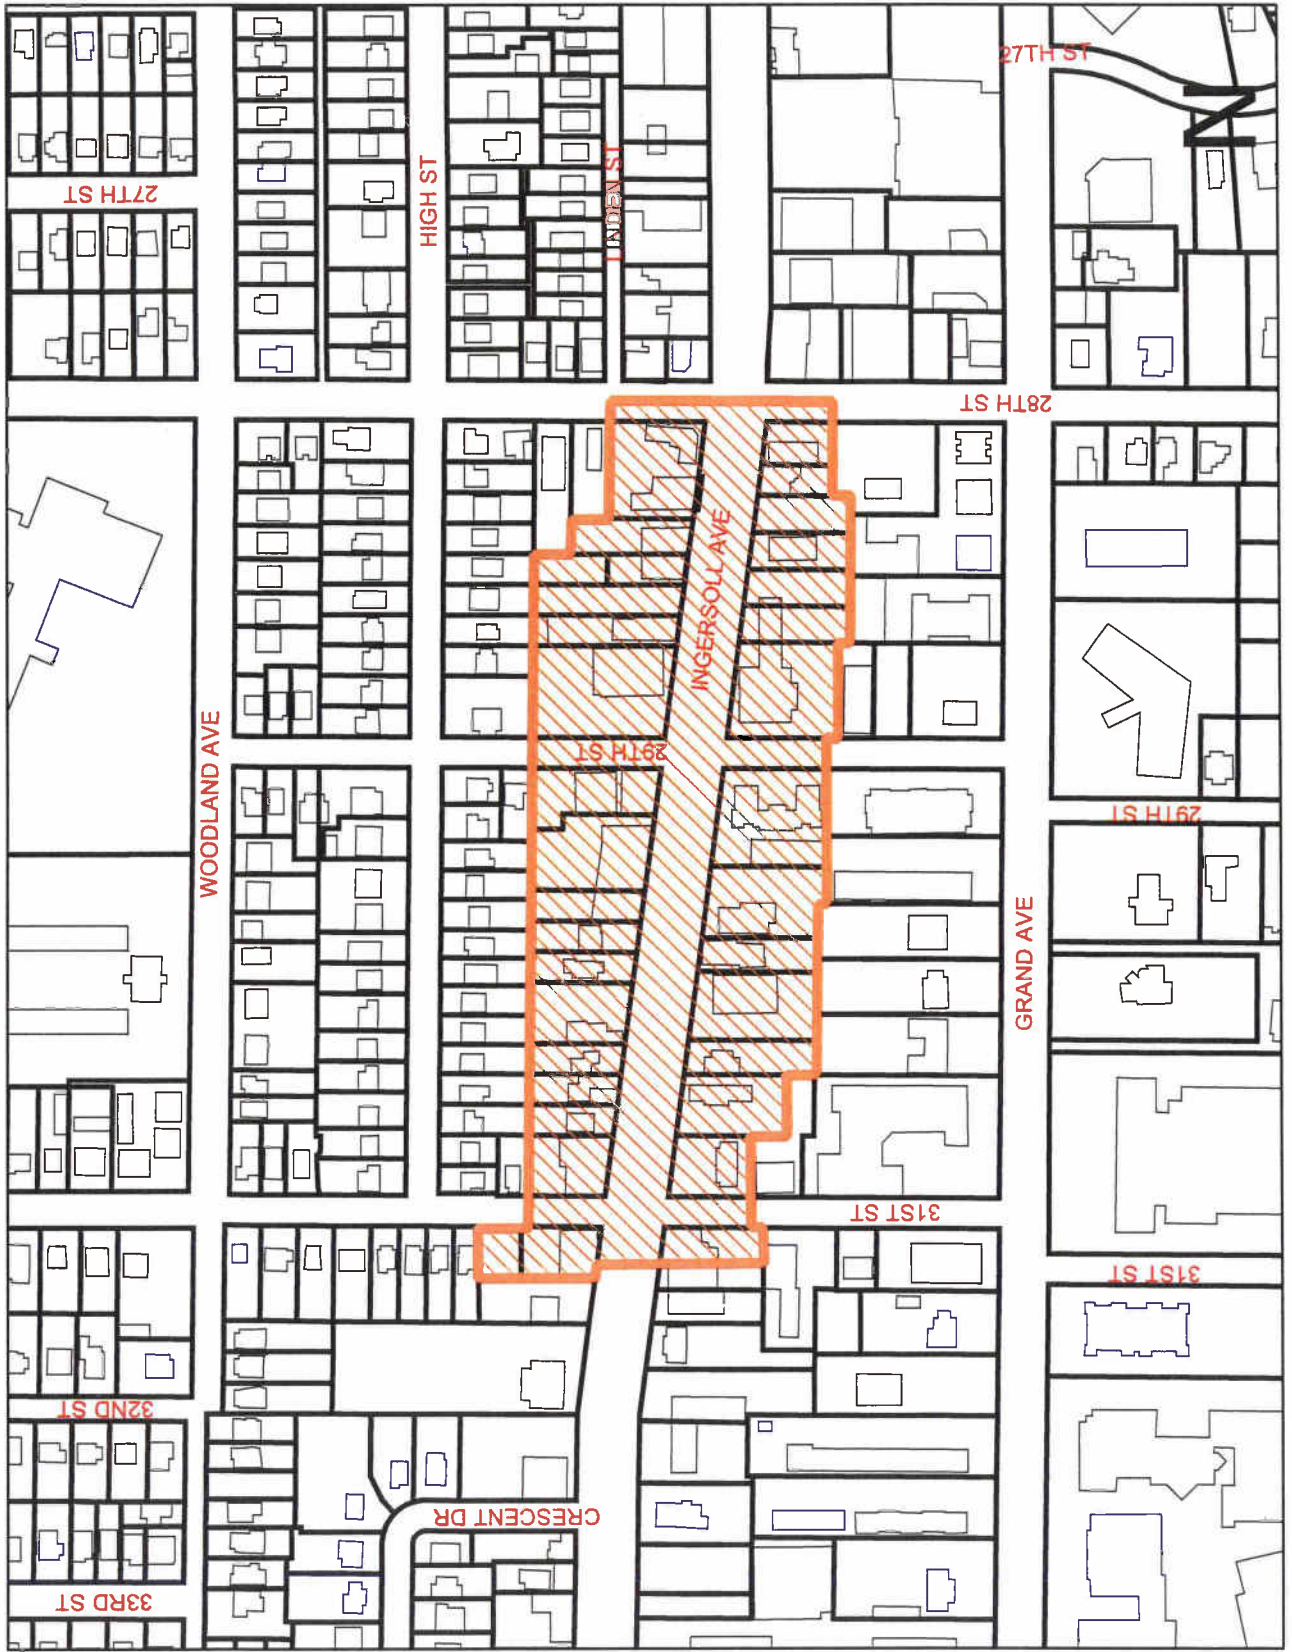 27TH ST
27TH ST
HIGH ST
LINDEN ST
N
28TH ST
INGERSOLL AVE
WOODLAND AVE
29TH ST
29TH ST
GRAND AVE
31ST ST
31ST ST
32ND ST
CRESCENT DR
33RD ST